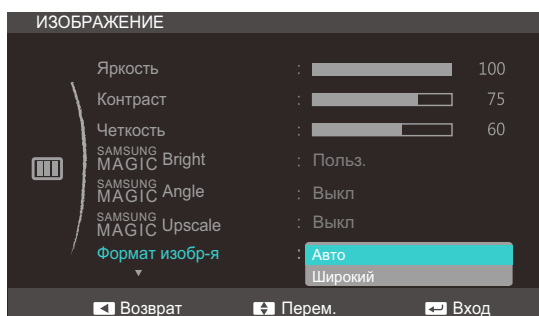 ИЗОБРАЖЕНИЕ
Яркость : 100
Контраст : 75
Четкость : 60
SAMSUNG MAGIC Bright : Польз.
SAMSUNG MAGIC Angle : Выкл
SAMSUNG MAGIC Upscale : Выкл
Формат изобр-я : Авто
Широкий
Возврат Перем. Вход